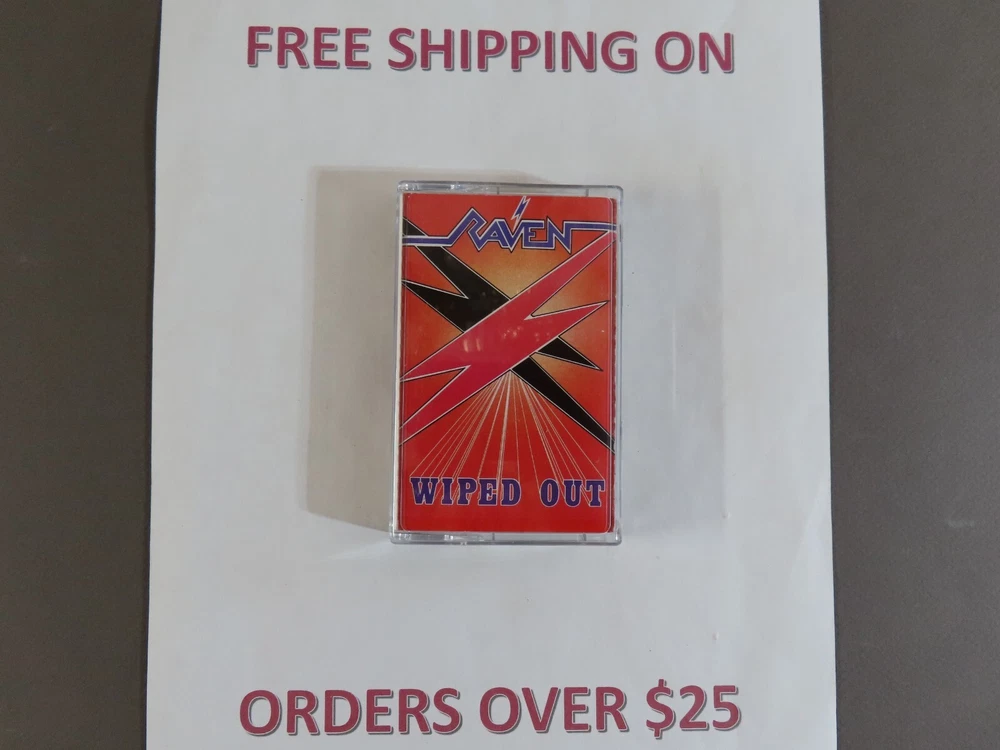 FREE SHIPPING ON
RAVEN
WIPED OUT
ORDERS OVER $25